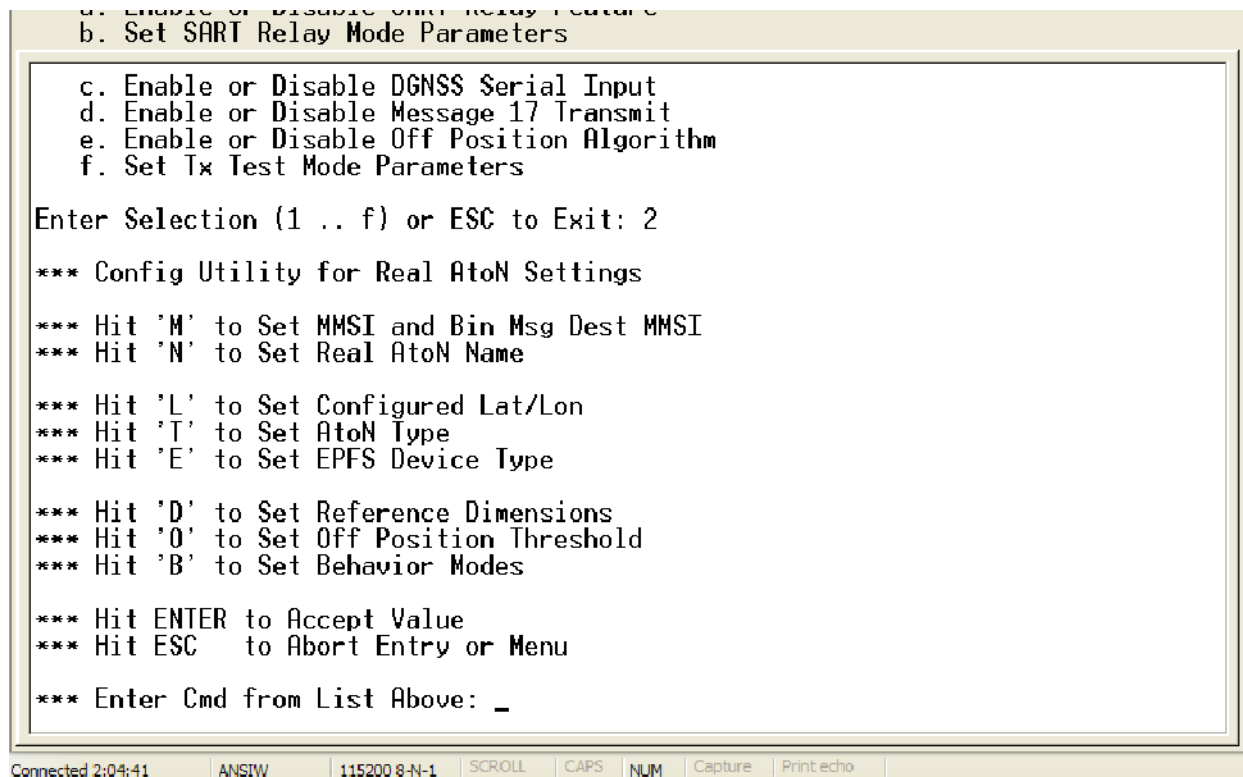 a. Enable or Disable SART Relay Feature
b. Set SART Relay Mode Parameters
c. Enable or Disable DGNSS Serial Input
d. Enable or Disable Message 17 Transmit
e. Enable or Disable Off Position Algorithm
f. Set Tx Test Mode Parameters
Enter Selection (1 .. f) or ESC to Exit: 2
*** Config Utility for Real AtoN Settings
*** Hit 'M' to Set MMSI and Bin Msg Dest MMSI
*** Hit 'N' to Set Real AtoN Name
*** Hit 'L' to Set Configured Lat/Lon
*** Hit 'T' to Set AtoN Type
*** Hit 'E' to Set EPFS Device Type
*** Hit 'D' to Set Reference Dimensions
*** Hit 'O' to Set Off Position Threshold
*** Hit 'B' to Set Behavior Modes
*** Hit ENTER to Accept Value
*** Hit ESC   to Abort Entry or Menu
*** Enter Cmd from List Above: _
Connected 2:04:41 ANSIW 115200 8-N-1 SCROLL CAPS NUM Capture Print echo